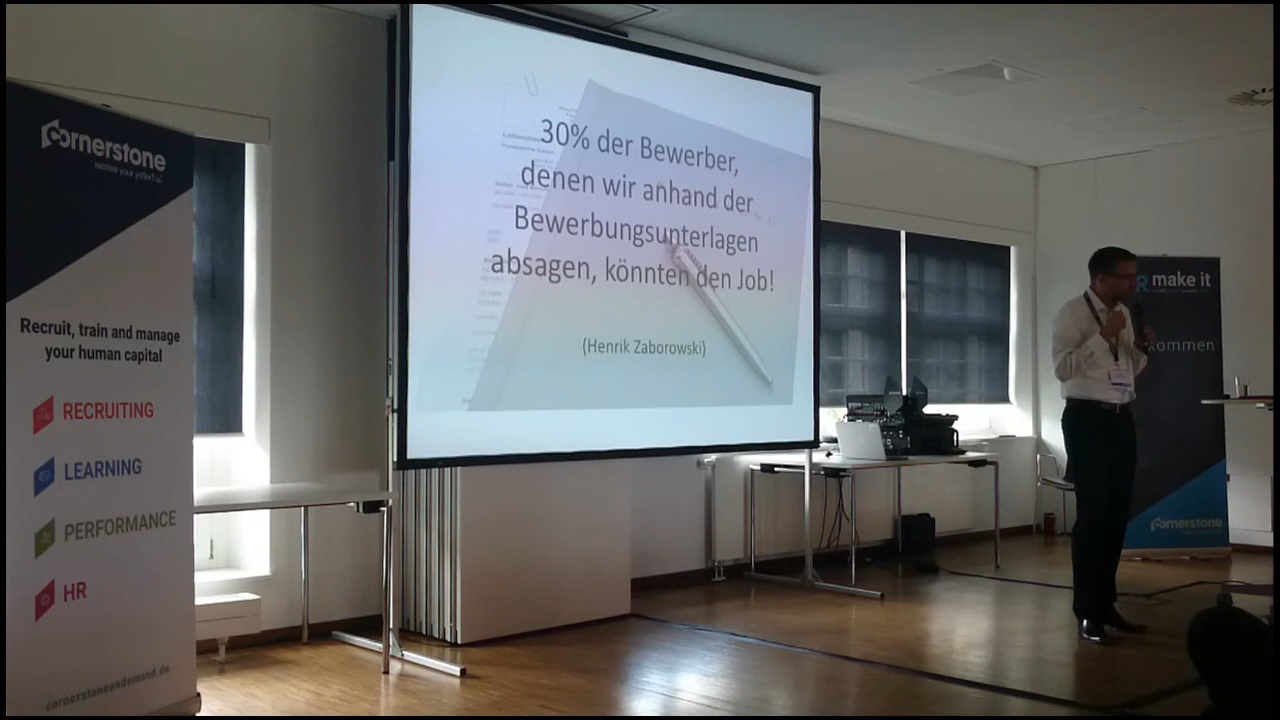 cornerstone
realize your potential
Recruit, train and manage
your human capital
RECRUITING
LEARNING
PERFORMANCE
HR
cornerstoneondemand.de
30% der Bewerber,
denen wir anhand der
Bewerbungsunterlagen
absagen, könnten den Job!
(Henrik Zaborowski)
R make it
kommen
cornerstone